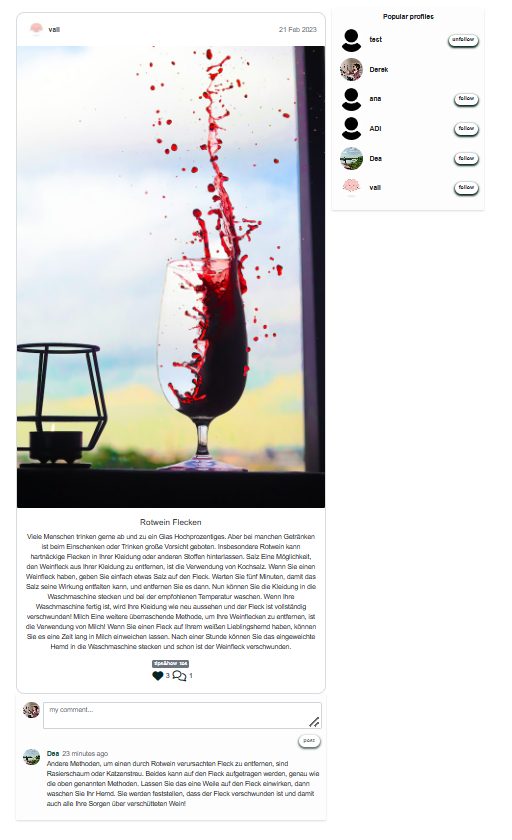 vall 21 Feb 2023
Rotwein Flecken
Viele Menschen trinken gerne ab und zu ein Glas Hochprozentiges. Aber bei manchen Getränken
ist beim Einschenken oder Trinken große Vorsicht geboten. Insbesondere Rotwein kann
hartnäckige Flecken in Ihrer Kleidung oder anderen Stoffen hinterlassen. Salz Eine Möglichkeit,
den Weinfleck aus Ihrer Kleidung zu entfernen, ist die Verwendung von Kochsalz. Wenn Sie einen
Weinfleck haben, geben Sie einfach etwas Salz auf den Fleck. Warten Sie fünf Minuten, damit das
Salz seine Wirkung entfalten kann, und entfernen Sie es dann. Nun können Sie die Kleidung in die
Waschmaschine stecken und bei der empfohlenen Temperatur waschen. Wenn Ihre
Waschmaschine fertig ist, wird Ihre Kleidung wie neu aussehen und der Fleck ist vollständig
verschwunden! Milch Eine weitere überraschende Methode, um Ihre Weinflecken zu entfernen, ist
die Verwendung von Milch! Wenn Sie einen Fleck auf Ihrem weißen Lieblingshemd haben, können
Sie es eine Zeit lang in Milch einweichen lassen. Nach einer Stunde können Sie das eingeweichte
Hemd in die Waschmaschine stecken und schon ist der Weinfleck verschwunden.
3 1
my comment...
post
Dea 23 minutes ago
Andere Methoden, um einen durch Rotwein verursachten Fleck zu entfernen, sind
Rasierschaum oder Katzenstreu. Beides kann auf den Fleck aufgetragen werden, genau wie
die oben genannten Methoden. Lassen Sie das eine Weile auf den Fleck einwirken, dann
waschen Sie Ihr Hemd. Sie werden feststellen, dass der Fleck verschwunden ist und damit
auch alle Ihre Sorgen über verschütteten Wein!
Popular profiles
test unfollow
Derek
ana follow
ADI follow
Dea follow
vall follow